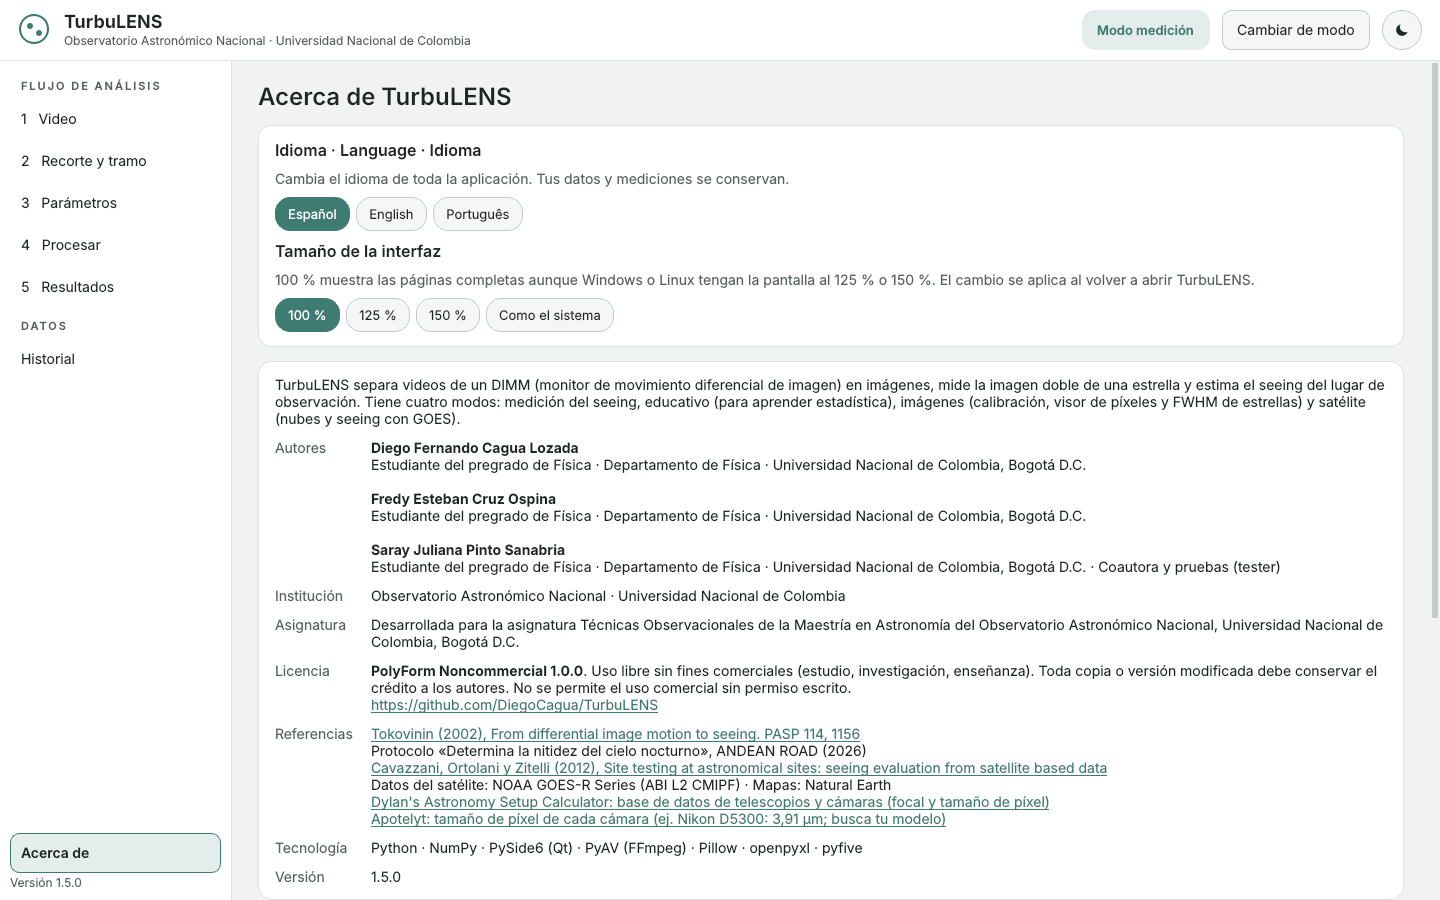 TurbuLENS
Observatorio Astronómico Nacional · Universidad Nacional de Colombia
Modo medición
Cambiar de modo
FLUJO DE ANÁLISIS
1 Video
2 Recorte y tramo
3 Parámetros
4 Procesar
5 Resultados
DATOS
Historial
Acerca de
Versión 1.5.0
Acerca de TurbuLENS
Idioma · Language · Idioma
Cambia el idioma de toda la aplicación. Tus datos y mediciones se conservan.
Español English Português
Tamaño de la interfaz
100 % muestra las páginas completas aunque Windows o Linux tengan la pantalla al 125 % o 150 %. El cambio se aplica al volver a abrir TurbuLENS.
100 % 125 % 150 % Como el sistema
TurbuLENS separa videos de un DIMM (monitor de movimiento diferencial de imagen) en imágenes, mide la imagen doble de una estrella y estima el seeing del lugar de
observación. Tiene cuatro modos: medición del seeing, educativo (para aprender estadística), imágenes (calibración, visor de píxeles y FWHM de estrellas) y satélite
(nubes y seeing con GOES).
Autores Diego Fernando Cagua Lozada
Estudiante del pregrado de Física · Departamento de Física · Universidad Nacional de Colombia, Bogotá D.C.
Fredy Esteban Cruz Ospina
Estudiante del pregrado de Física · Departamento de Física · Universidad Nacional de Colombia, Bogotá D.C.
Saray Juliana Pinto Sanabria
Estudiante del pregrado de Física · Departamento de Física · Universidad Nacional de Colombia, Bogotá D.C. · Coautora y pruebas (tester)
Institución Observatorio Astronómico Nacional · Universidad Nacional de Colombia
Asignatura Desarrollada para la asignatura Técnicas Observacionales de la Maestría en Astronomía del Observatorio Astronómico Nacional, Universidad Nacional de
Colombia, Bogotá D.C.
Licencia PolyForm Noncommercial 1.0.0. Uso libre sin fines comerciales (estudio, investigación, enseñanza). Toda copia o versión modificada debe conservar el
crédito a los autores. No se permite el uso comercial sin permiso escrito.
https://github.com/DiegoCagua/TurbuLENS
Referencias Tokovinin (2002), From differential image motion to seeing. PASP 114, 1156
Protocolo «Determina la nitidez del cielo nocturno», ANDEAN ROAD (2026)
Cavazzani, Ortolani y Zitelli (2012), Site testing at astronomical sites: seeing evaluation from satellite based data
Datos del satélite: NOAA GOES-R Series (ABI L2 CMIPF) · Mapas: Natural Earth
Dylan's Astronomy Setup Calculator: base de datos de telescopios y cámaras (focal y tamaño de píxel)
Apotelyt: tamaño de píxel de cada cámara (ej. Nikon D5300: 3,91 µm; busca tu modelo)
Tecnología Python · NumPy · PySide6 (Qt) · PyAV (FFmpeg) · Pillow · openpyxl · pyfive
Versión 1.5.0